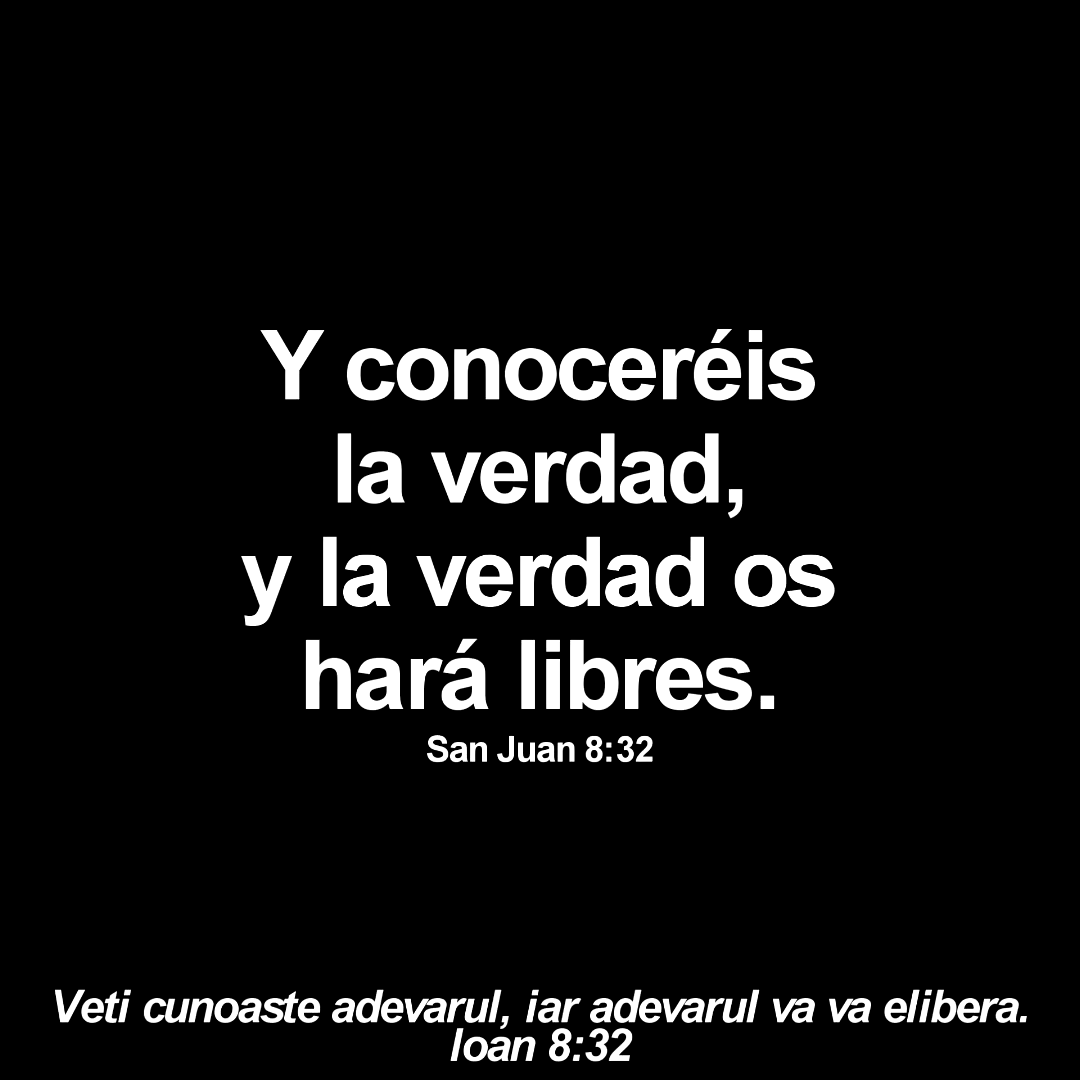 Y conoceréis
la verdad,
y la verdad os
hará libres.
San Juan 8:32
Veti cunoaste adevarul, iar adevarul va va elibera.
Ioan 8:32